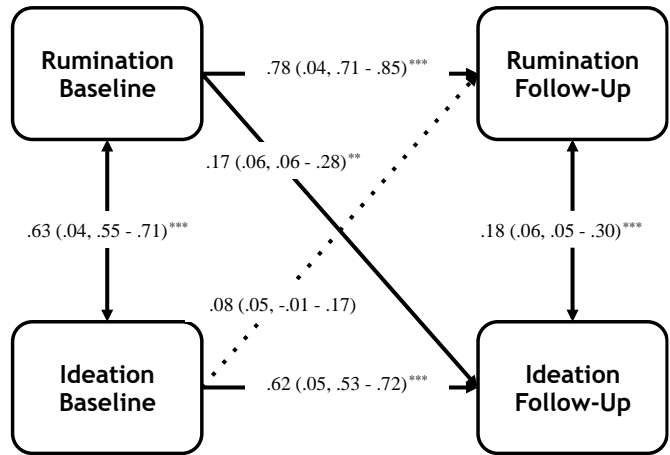 Rumination
Baseline
.78 (.04, .71 - .85)***
Rumination
Follow-Up
.17 (.06, .06 - .28)**
.63 (.04, .55 - .71)***
.18 (.06, .05 - .30)***
.08 (.05, -.01 - .17)
Ideation
Baseline
.62 (.05, .53 - .72)***
Ideation
Follow-Up